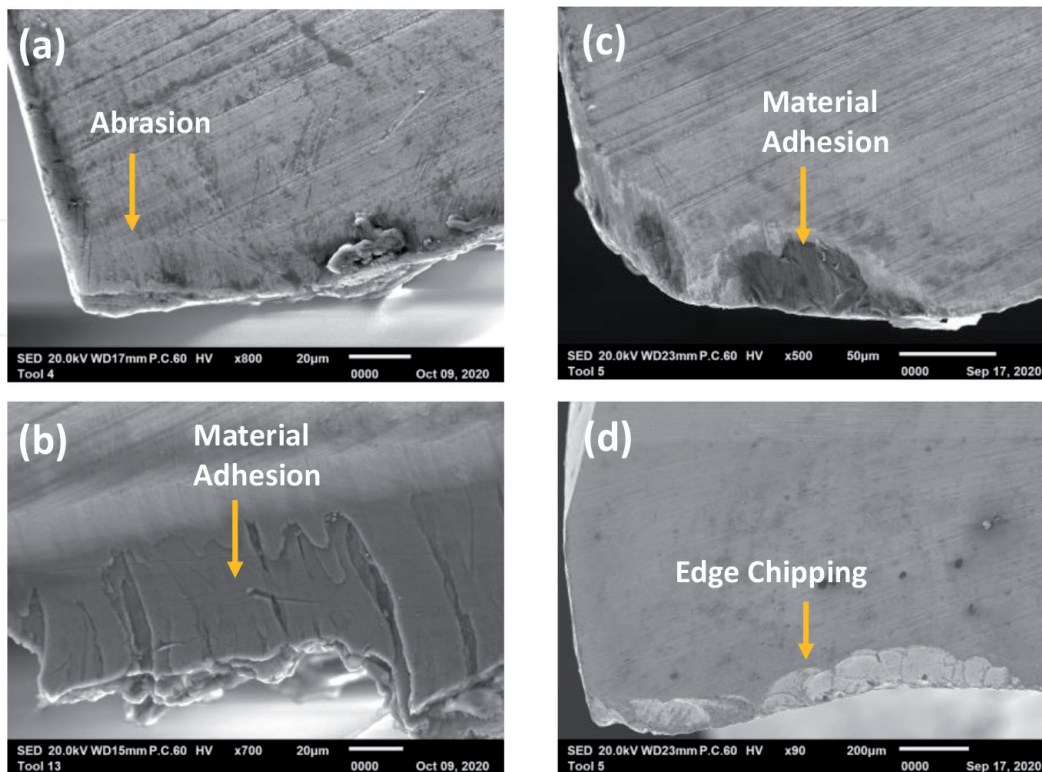 (a)
Abrasion
SED 20.0kV WD17mm P.C.60 HV x800 20µm
Tool 4 0000 Oct 09, 2020
(b)
Material
Adhesion
SED 20.0kV WD15mm P.C.60 HV x700 20µm
Tool 13 0000 Oct 09, 2020
(c)
Material
Adhesion
SED 20.0kV WD23mm P.C.60 HV x500 50µm
Tool 5 0000 Sep 17, 2020
(d)
Edge Chipping
SED 20.0kV WD23mm P.C.60 HV x90 200µm
Tool 5 0000 Sep 17, 2020